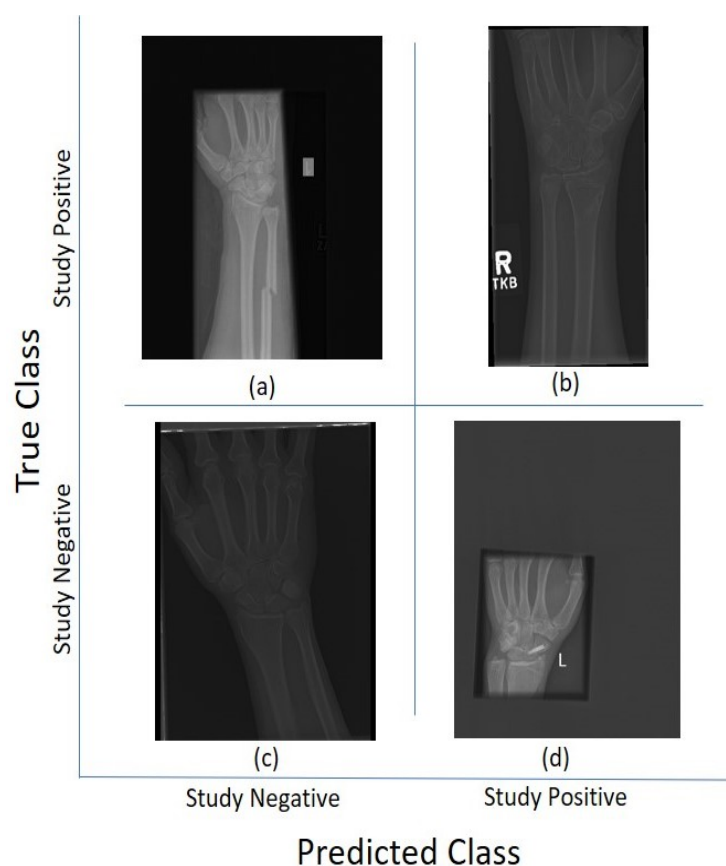 True Class
Study Positive
Study Negative
R
TKB
(a)
(b)
L
(c)
(d)
Study Negative
Study Positive
Predicted Class